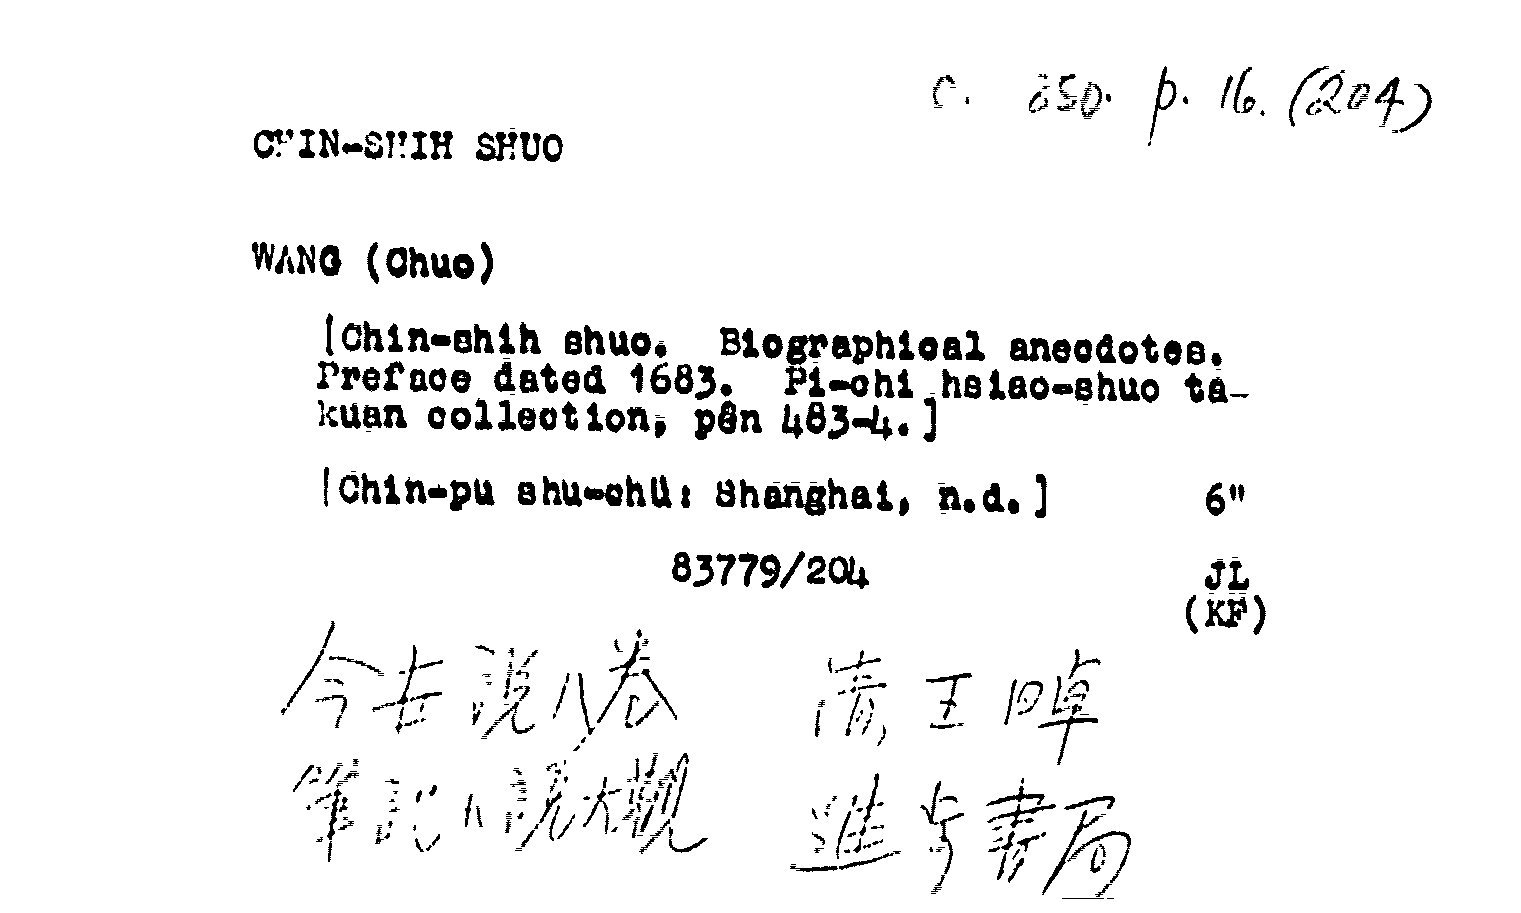 c. 850. p. 16. (204)
CHIN-SHIH SHUO
WANG (Chuo)
[Chin-shih shuo. Biographical anecdotes.
Preface dated 1683. Pi-chi hsiao-shuo ta-
kuan collection, pên 483-4.]
[Chin-pu shu-chü: Shanghai, n.d.] 6"
83779/204 JL
(KF)
今世説八卷 清王晫
筆記小説大觀 進步書局